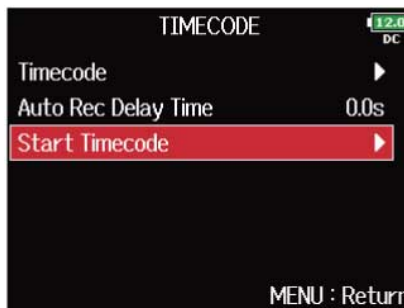 TIMECODE
12.0
DC
Timecode
Auto Rec Delay Time 0.0s
Start Timecode
MENU : Return